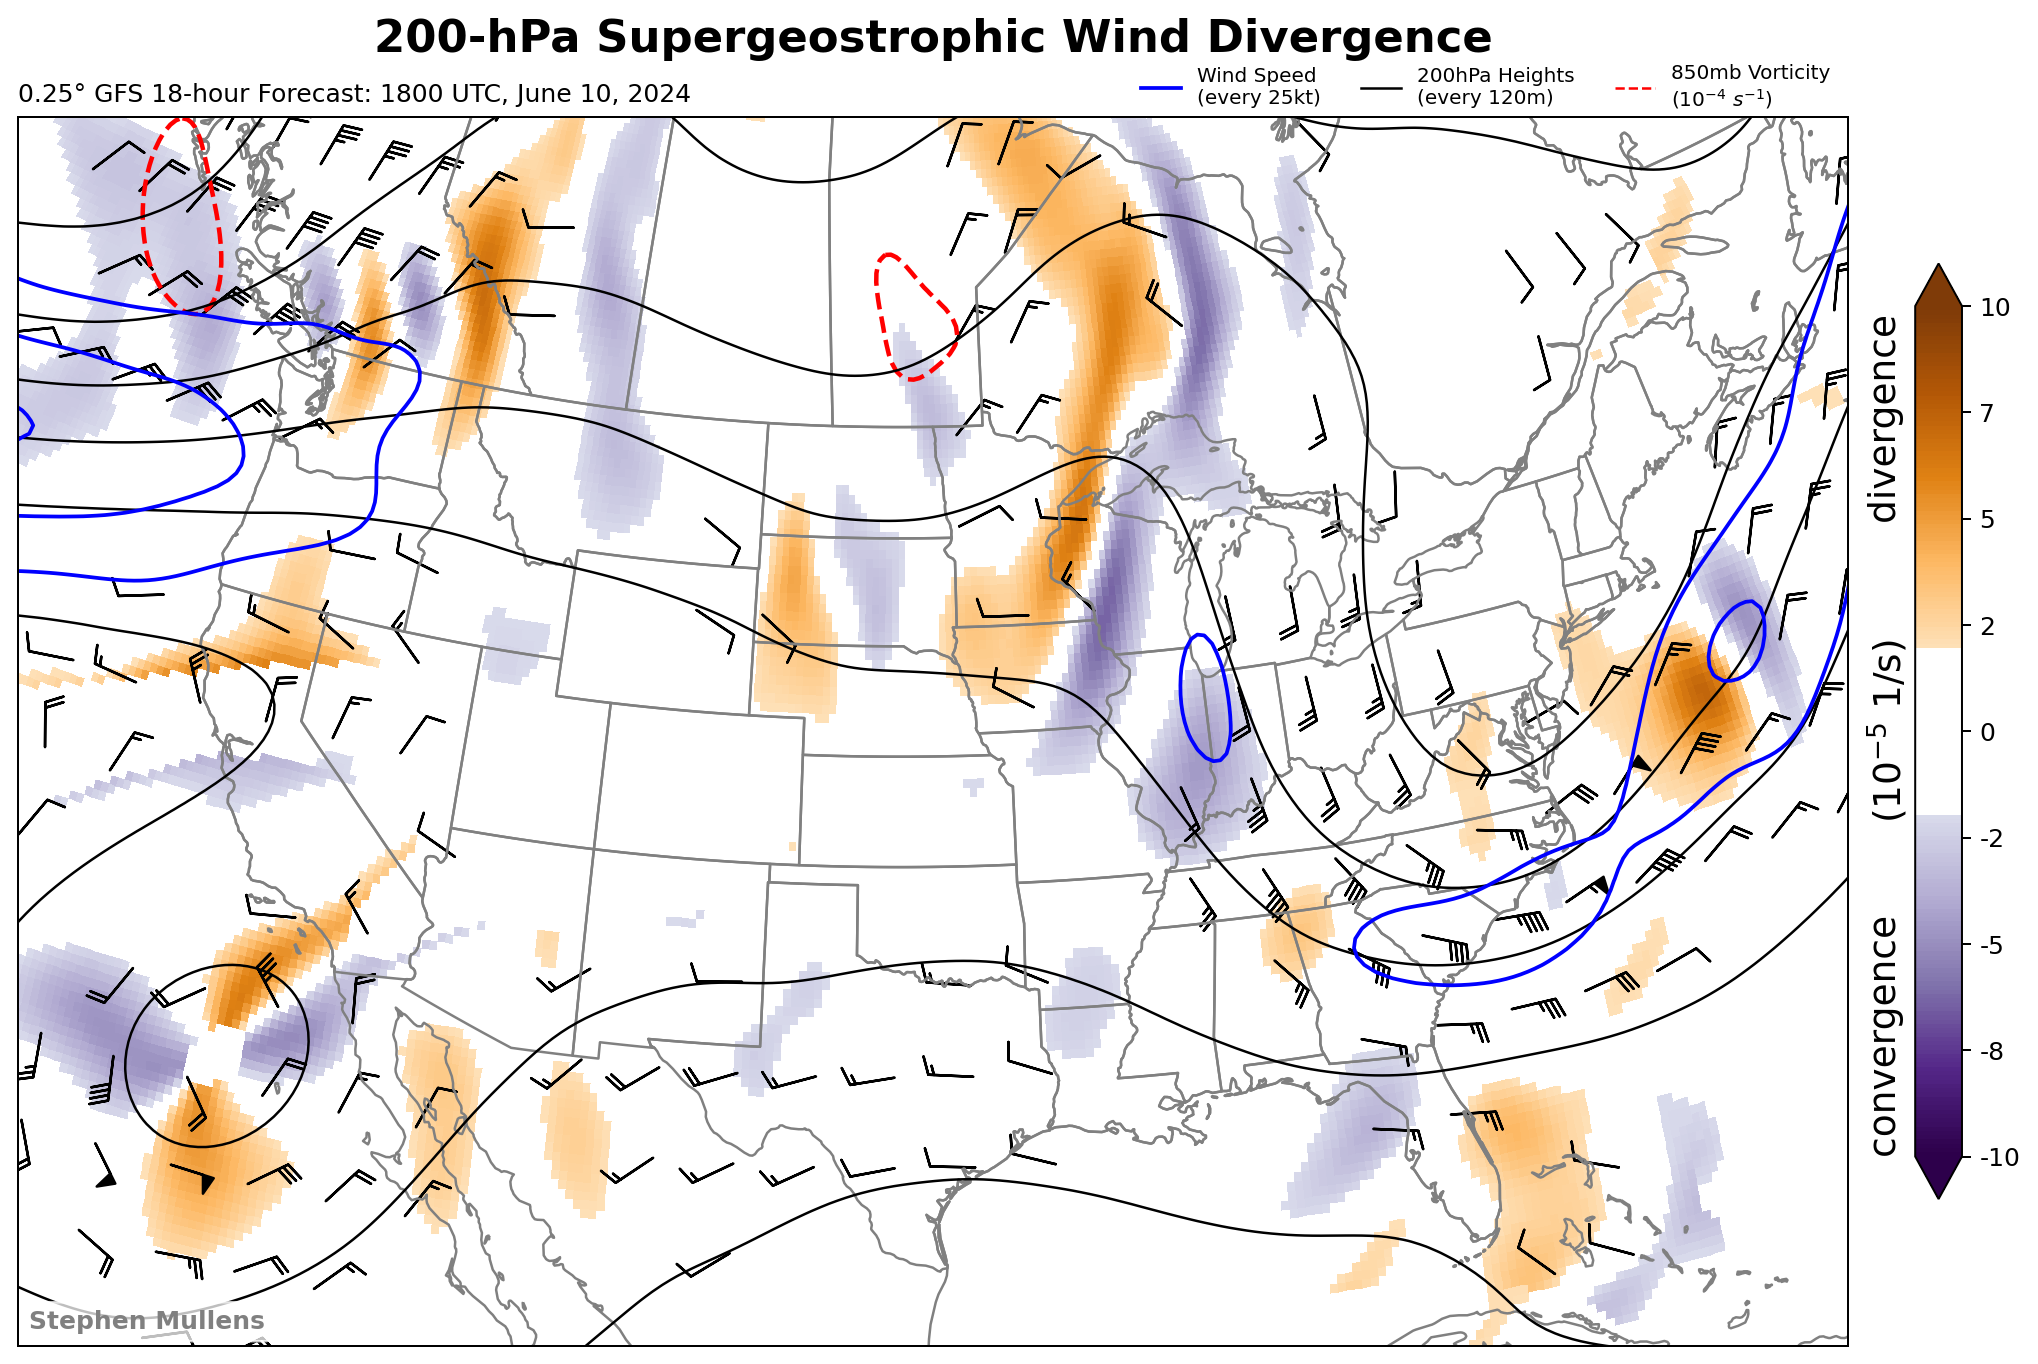 200-hPa Supergeostrophic Wind Divergence
0.25° GFS 18-hour Forecast: 1800 UTC, June 10, 2024
Wind Speed
(every 25kt)
200hPa Heights
(every 120m)
850mb Vorticity
(10⁻⁴ s⁻¹)
10
7
5
2
0
-2
-5
-8
-10
convergence (10⁻⁵ 1/s) divergence
Stephen Mullens